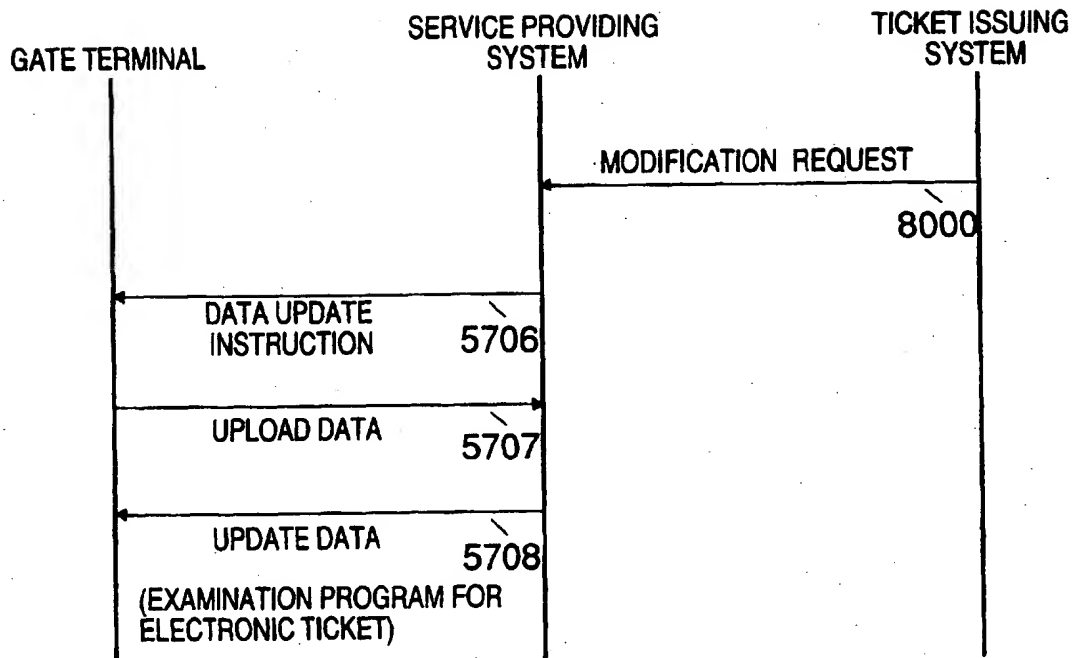 GATE TERMINAL
SERVICE PROVIDING
SYSTEM
TICKET ISSUING
SYSTEM
MODIFICATION REQUEST
8000
DATA UPDATE
INSTRUCTION
5706
UPLOAD DATA
5707
UPDATE DATA
5708
(EXAMINATION PROGRAM FOR
ELECTRONIC TICKET)